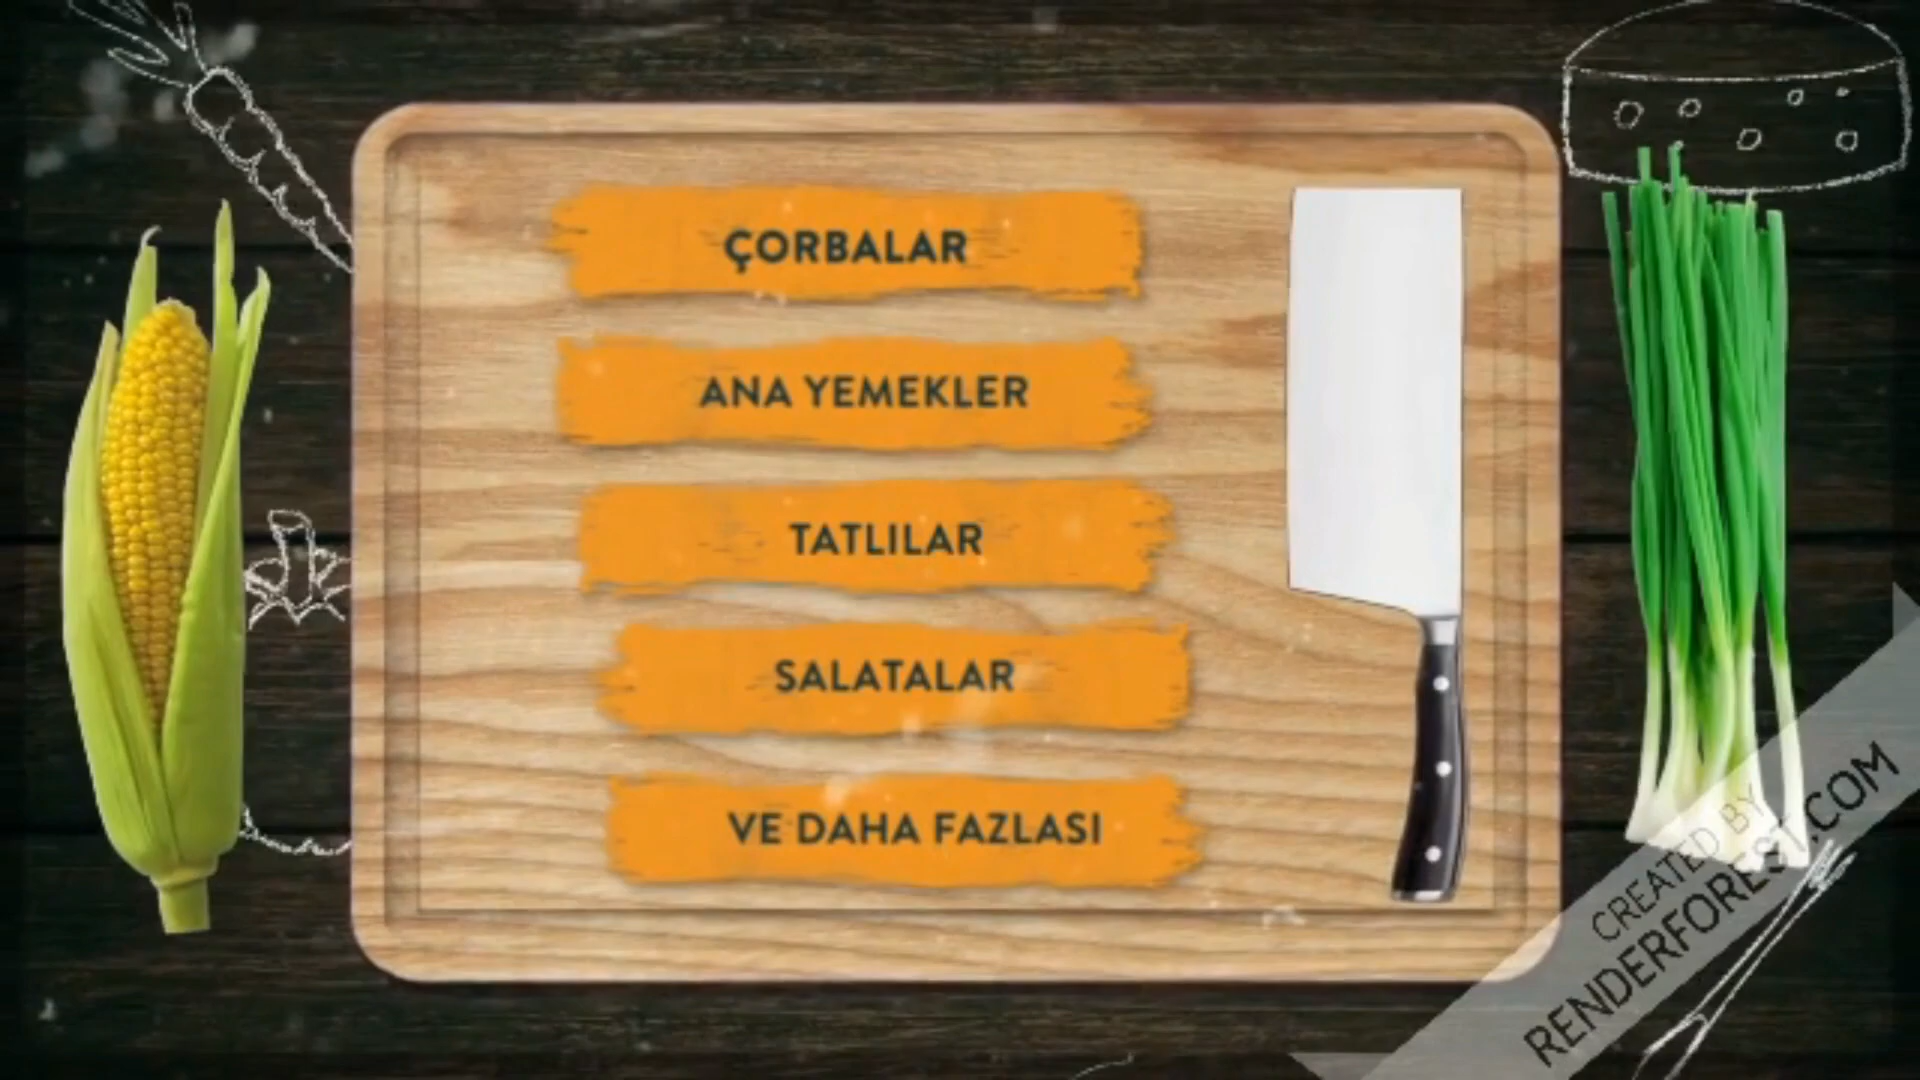 ÇORBALAR
ANA YEMEKLER
TATLILAR
SALATALAR
VE DAHA FAZLASI
CREATED BY
RENDERFOREST.COM